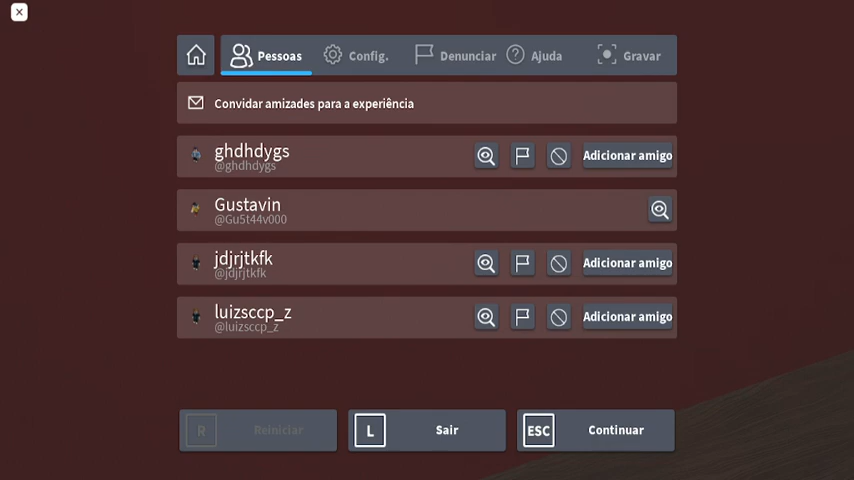 Pessoas
Config.
Denunciar
Ajuda
Gravar
Convidar amizades para a experiência
ghdhdygs
@ghdhdygs
Adicionar amigo
Gustavin
@Gu5t44v000
jdjrjtkfk
@jdjrjtkfk
Adicionar amigo
luizsccp_z
@luizsccp_z
Adicionar amigo
R Reiniciar
L Sair
ESC Continuar